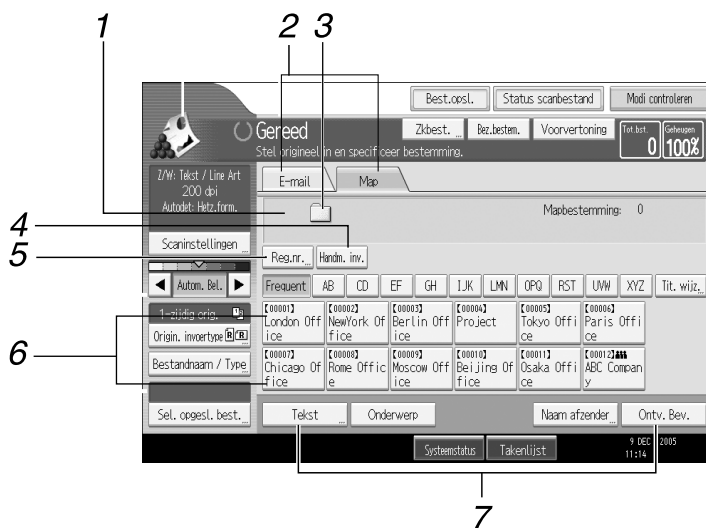 1 2 3
Best.opsl. Status scanbestand Modi controleren
Gereed Zkbest. Bez.bestem. Voorvertoning Tot.bst. Geheugen
0 100%
Stel origineel in en specificeer bestemming.
Z/W: Tekst / Line Art
200 dpi
Autodet: Hetz.form.
E-mail Map
Mapbestemming: 0
4
5
Scaninstellingen
Reg.nr. Handm. inv.
Autom. Bel.
Frequent AB CD EF GH IJK LMN OPQ RST UVW XYZ Tit. wijz.
6
1-zijdig orig.
Origin. invoertype R R
Bestandnaam / Type
Sel. opgesl. best.
【00001】 【00002】 【00003】 【00004】 【00005】 【00006】
London Off NewYork Of Berlin Off Project Tokyo Offi Paris Offi
ice fice ice ce ce
【00007】 【00008】 【00009】 【00010】 【00011】 【00012】
Chicago Of Rome Offic Moscow Off Beijing Of Osaka Offi ABC Compan
fice e ice fice ce y
Tekst Onderwerp Naam afzender Ontv. Bev.
Systeemstatus Takenlijst 9 DEC 2005
11:14
7